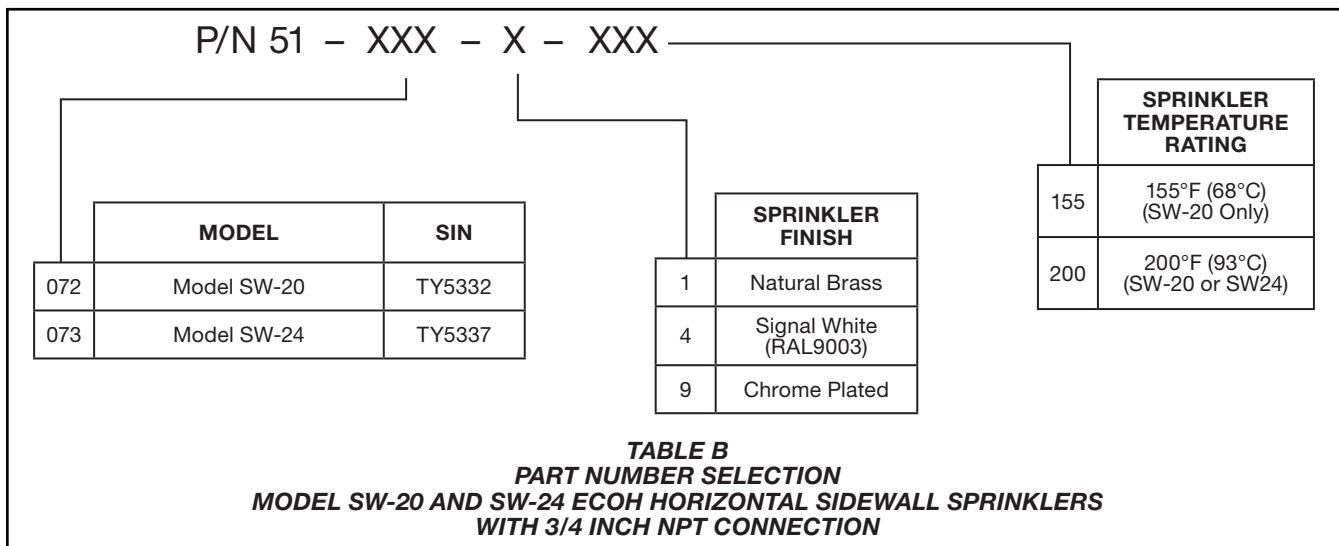 P/N 51 – XXX – X – XXX
MODEL SIN
072 Model SW-20 TY5332
073 Model SW-24 TY5337
SPRINKLER
FINISH
1 Natural Brass
4 Signal White
(RAL9003)
9 Chrome Plated
SPRINKLER
TEMPERATURE
RATING
155 155°F (68°C)
(SW-20 Only)
200 200°F (93°C)
(SW-20 or SW24)
TABLE B
PART NUMBER SELECTION
MODEL SW-20 AND SW-24 ECOH HORIZONTAL SIDEWALL SPRINKLERS
WITH 3/4 INCH NPT CONNECTION